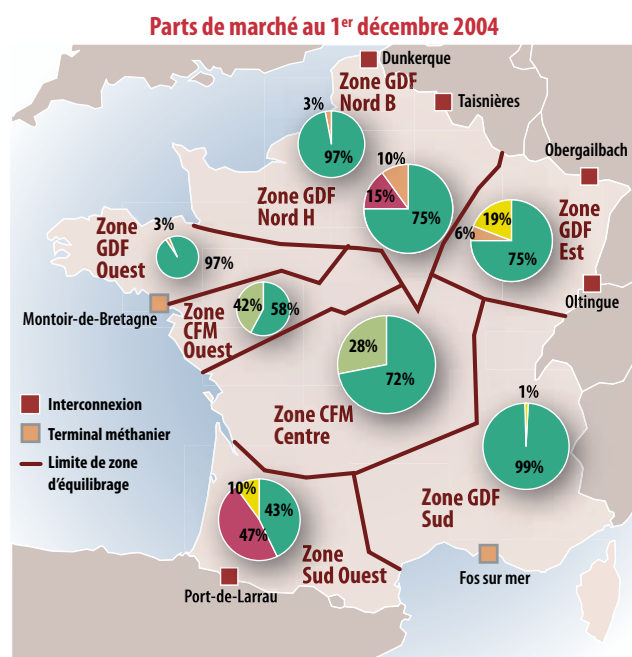 Parts de marché au 1er décembre 2004
Dunkerque
Zone GDF
Nord B
Taisnières
3%
97%
Obergailbach
10%
15%
75%
Zone GDF
Nord H
19%
6%
75%
Zone
GDF
Est
Zone
GDF
Ouest
3%
97%
Oltingue
Montoir-de-Bretagne
Zone
CFM
Ouest
42%
58%
28%
72%
Zone CFM
Centre
1%
99%
Interconnexion
Terminal méthanier
Limite de zone
d'équilibrage
10%
43%
47%
Zone GDF
Sud
Zone
Sud Ouest
Fos sur mer
Port-de-Larrau